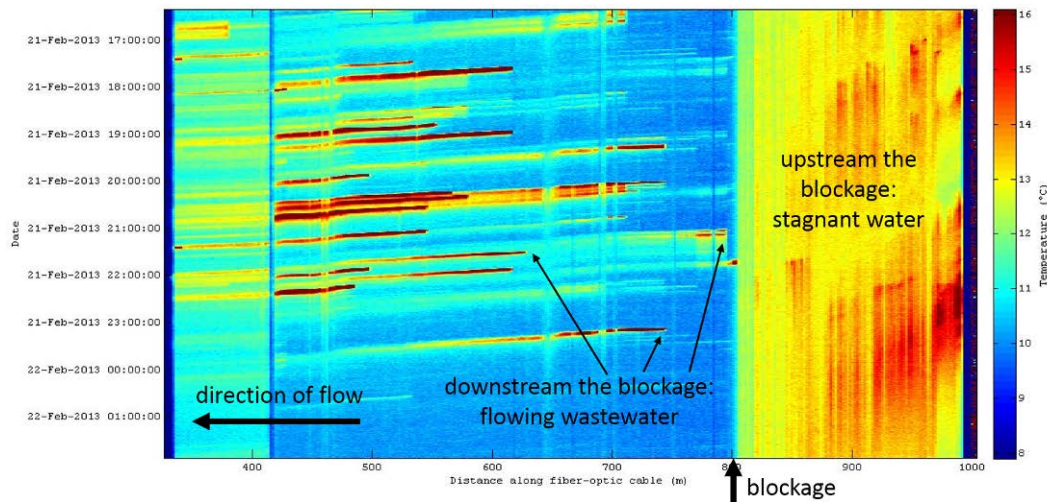 21-Feb-2013 17:00:00
21-Feb-2013 18:00:00
21-Feb-2013 19:00:00
21-Feb-2013 20:00:00
21-Feb-2013 21:00:00
21-Feb-2013 22:00:00
21-Feb-2013 23:00:00
22-Feb-2013 00:00:00
22-Feb-2013 01:00:00
Date
upstream the
blockage:
stagnant water
downstream the blockage:
flowing wastewater
direction of flow
400
500
600
700
800
900
1000
Distance along fiber-optic cable (m)
blockage
16
15
14
13
12
11
10
9
8
Temperature (°C)